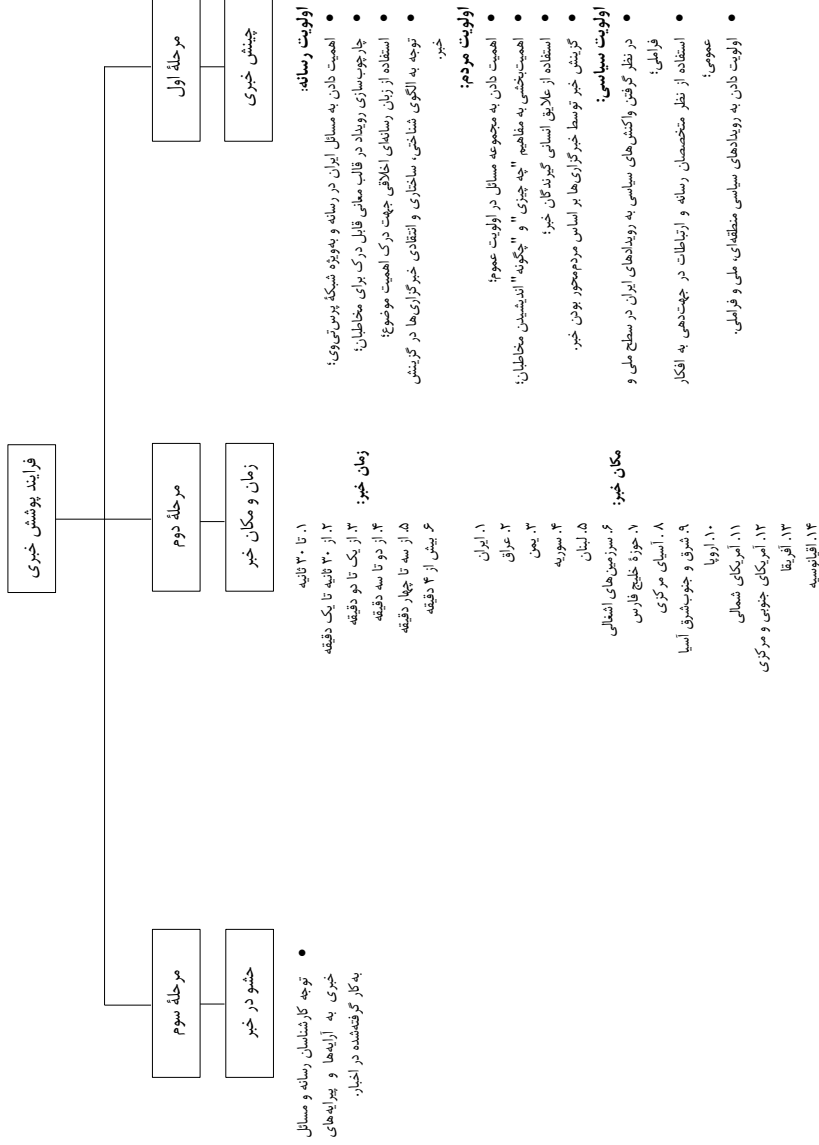 فرایند پوشش خبری
مرحلهٔ اول
چینش خبری
اولویت رسانه:
● اهمیت دادن به مسائل ایران در رسانه و به‌ویژه شبکهٔ پرس‌تی‌وی؛
● چارچوب‌سازی رویداد در قالب معانی قابل درک برای مخاطبان؛
● استفاده از زبان رسانه‌ای اخلاقی جهت درک اهمیت موضوع؛
● توجه به الگوی شناختی، ساختاری و انتقادی خبرگزاری‌ها در گزینش
خبر.
اولویت مردم:
● اهمیت دادن به مجموعه مسائل در اولویت عموم؛
● اهمیت‌بخشی به مفاهیم "چه چیزی" و "چگونه" اندیشیدن مخاطبان؛
● استفاده از علایق انسانی گیرندگان خبر؛
● گزینش خبر توسط خبرگزاری‌ها بر اساس مردم‌محور بودن خبر.
اولویت سیاسی:
● در نظر گرفتن واکنش‌های سیاسی به رویدادهای ایران در سطح ملی و
فراملی؛
● استفاده از نظر متخصصان رسانه و ارتباطات در جهت‌دهی به افکار
عمومی؛
● اولویت دادن به رویدادهای سیاسی منطقه‌ای، ملی و فراملی.
مرحلهٔ دوم
زمان و مکان خبر
زمان خبر:
۱. تا ۳۰ ثانیه
۲. از ۳۰ ثانیه تا یک دقیقه
۳. از یک تا دو دقیقه
۴. از دو تا سه دقیقه
۵. از سه تا چهار دقیقه
۶. بیش از ۴ دقیقه
مکان خبر:
۱. ایران
۲. عراق
۳. یمن
۴. سوریه
۵. لبنان
۶. سرزمین‌های اشغالی
۷. حوزهٔ خلیج فارس
۸. آسیای مرکزی
۹. شرق و جنوب‌شرق آسیا
۱۰. اروپا
۱۱. آمریکای شمالی
۱۲. آمریکای جنوبی و مرکزی
۱۳. آفریقا
۱۴. اقیانوسیه
مرحلهٔ سوم
حشو در خبر
● توجه کارشناسان رسانه و مسائل
خبری به آرایه‌ها و پیرایه‌های
به کار گرفته‌شده در اخبار.